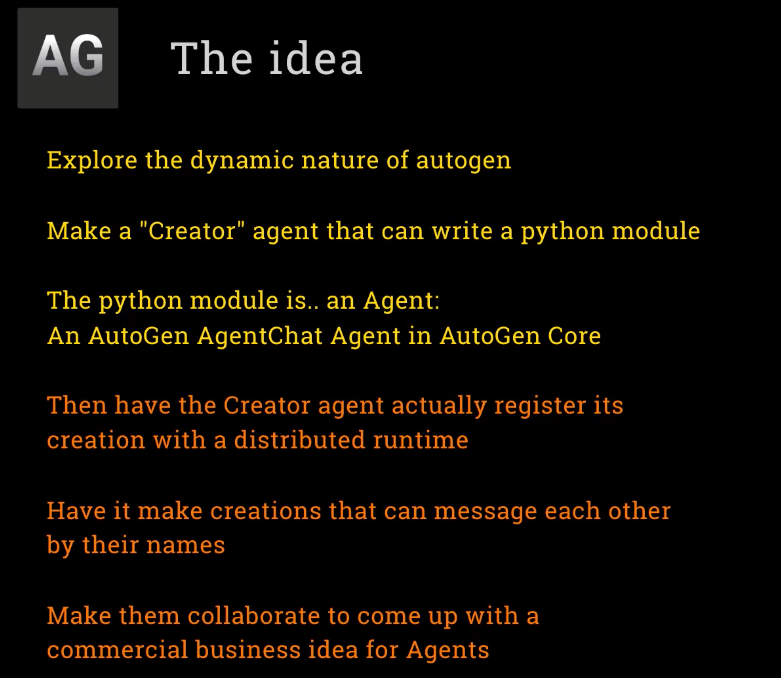 AG
The idea
Explore the dynamic nature of autogen
Make a "Creator" agent that can write a python module
The python module is.. an Agent:
An AutoGen AgentChat Agent in AutoGen Core
Then have the Creator agent actually register its
creation with a distributed runtime
Have it make creations that can message each other
by their names
Make them collaborate to come up with a
commercial business idea for Agents